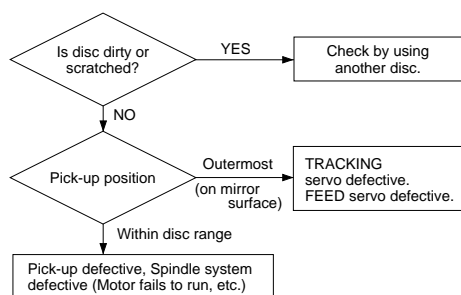 Is disc dirty or
scratched?
YES
Check by using
another disc.
NO
Pick-up position
Outermost
(on mirror
surface)
TRACKING
servo defective.
FEED servo defective.
Within disc range
Pick-up defective, Spindle system
defective (Motor fails to run, etc.)